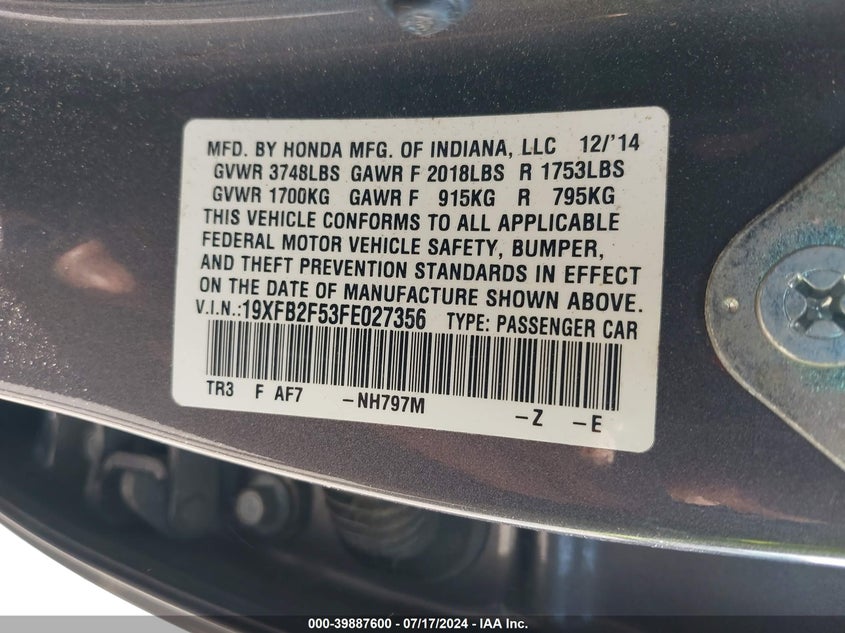 MFD. BY HONDA MFG. OF INDIANA, LLC 12/'14
GVWR 3748LBS GAWR F 2018LBS R 1753LBS
GVWR 1700KG GAWR F 915KG R 795KG
THIS VEHICLE CONFORMS TO ALL APPLICABLE
FEDERAL MOTOR VEHICLE SAFETY, BUMPER,
AND THEFT PREVENTION STANDARDS IN EFFECT
ON THE DATE OF MANUFACTURE SHOWN ABOVE.
V.I.N.:19XFB2F53FE027356 TYPE: PASSENGER CAR
TR3 F AF7 -NH797M -Z -E
000-39887600 - 07/17/2024 - IAA Inc.